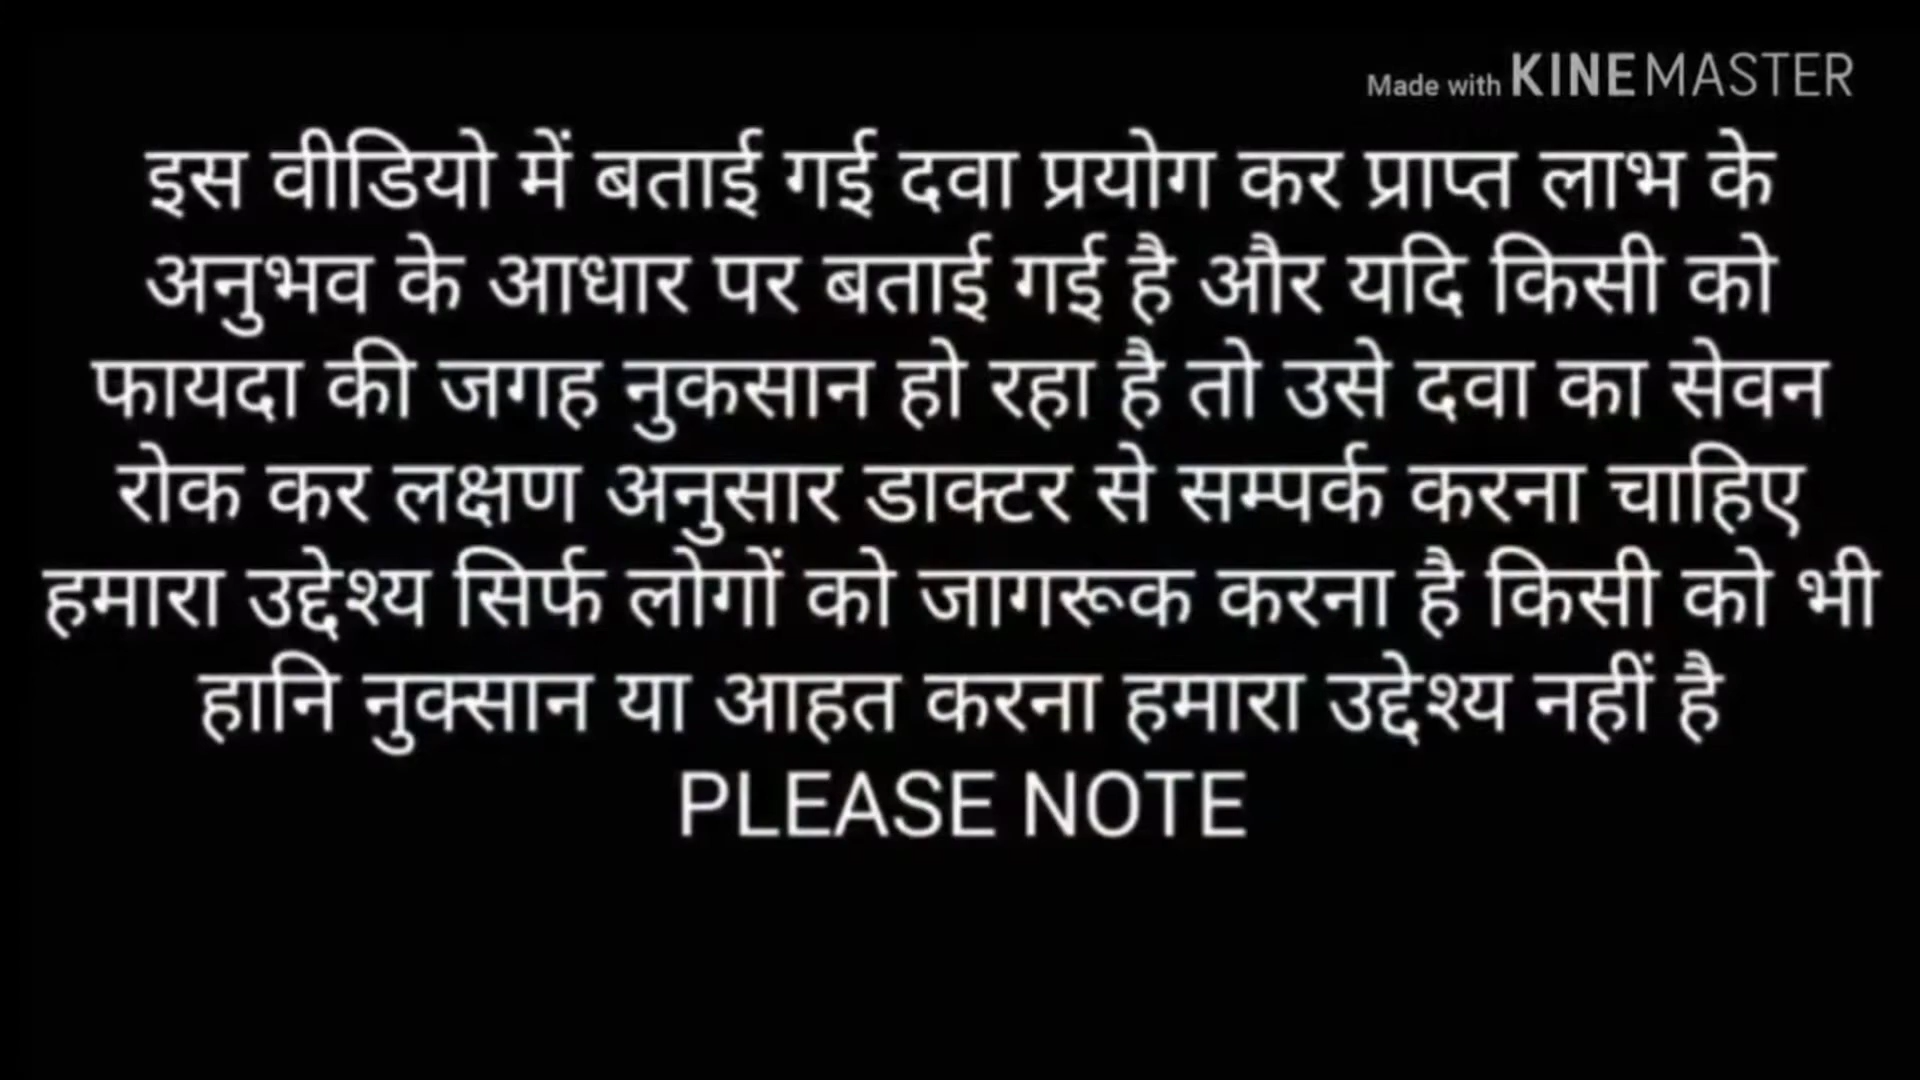 Made with KINEMASTER
इस वीडियो में बताई गई दवा प्रयोग कर प्राप्त लाभ के
अनुभव के आधार पर बताई गई है और यदि किसी को
फायदा की जगह नुकसान हो रहा है तो उसे दवा का सेवन
रोक कर लक्षण अनुसार डाक्टर से सम्पर्क करना चाहिए
हमारा उद्देश्य सिर्फ लोगों को जागरूक करना है किसी को भी
हानि नुक्सान या आहत करना हमारा उद्देश्य नहीं है
PLEASE NOTE